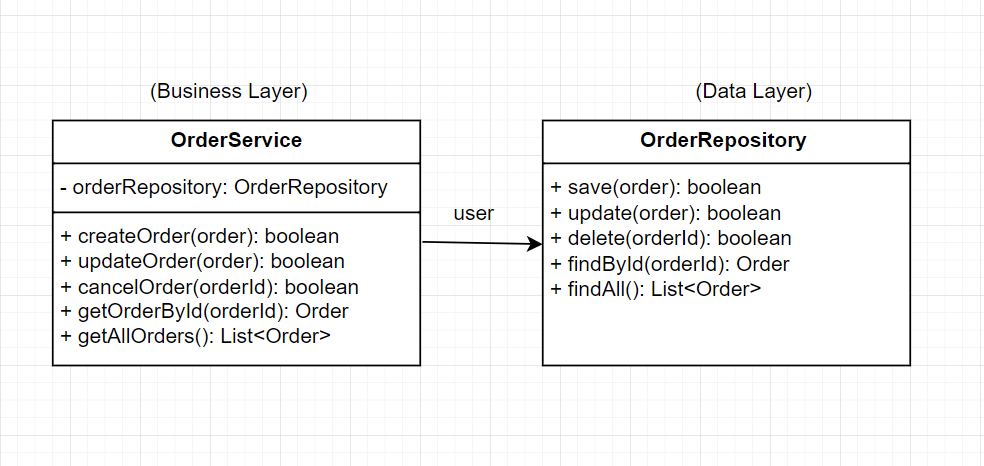 (Business Layer)
OrderService
- orderRepository: OrderRepository
+ createOrder(order): boolean
+ updateOrder(order): boolean
+ cancelOrder(orderId): boolean
+ getOrderById(orderId): Order
+ getAllOrders(): List<Order>
user
(Data Layer)
OrderRepository
+ save(order): boolean
+ update(order): boolean
+ delete(orderId): boolean
+ findById(orderId): Order
+ findAll(): List<Order>